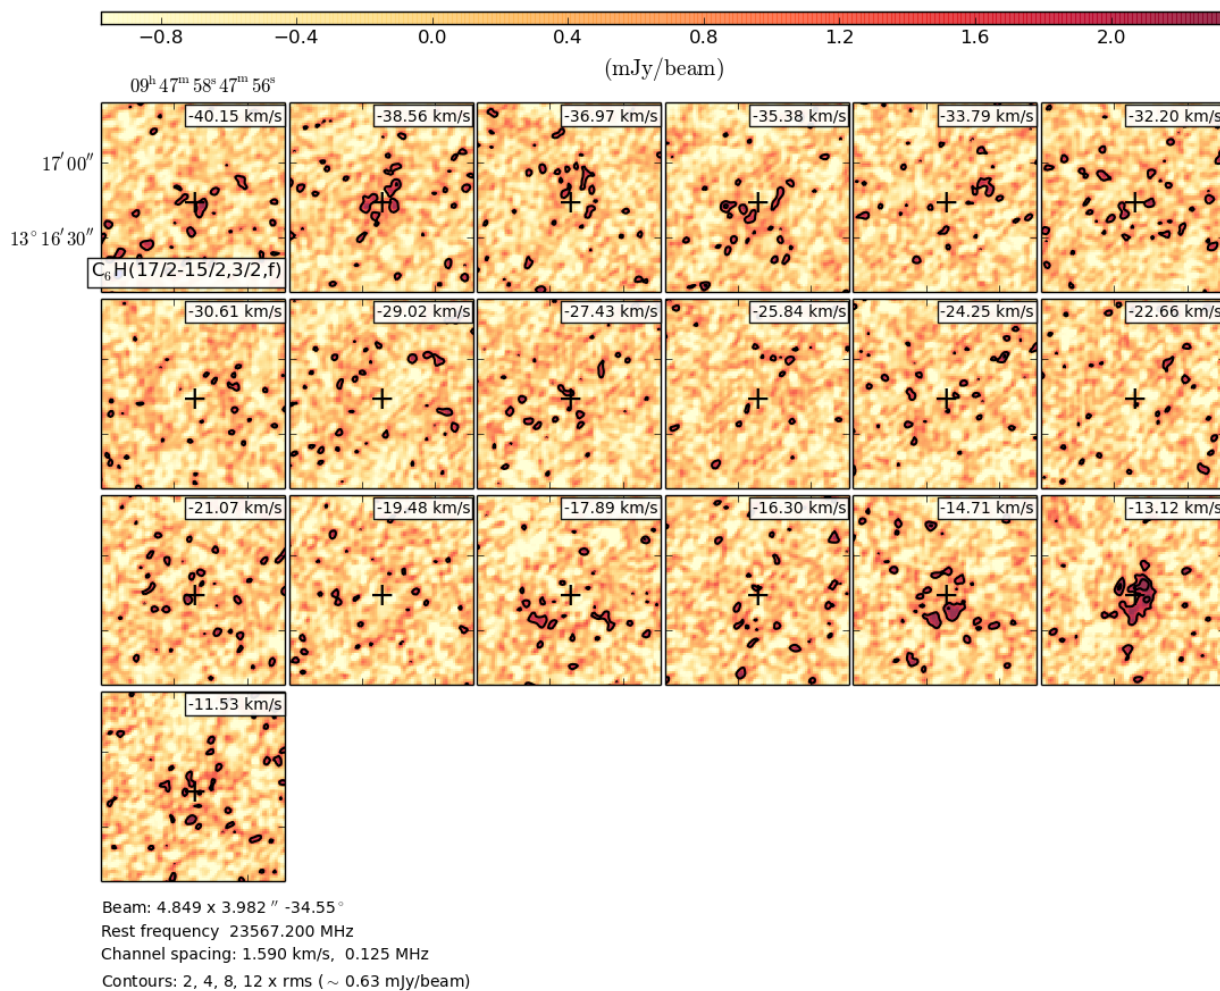 −0.8 −0.4 0.0 0.4 0.8 1.2 1.6 2.0
(mJy/beam)
09ʰ 47ᵐ 58ˢ 47ᵐ 56ˢ
-40.15 km/s -38.56 km/s -36.97 km/s -35.38 km/s -33.79 km/s -32.20 km/s
17′ 00″
13° 16′ 30″
C₆H(17/2-15/2,3/2,f)
-30.61 km/s -29.02 km/s -27.43 km/s -25.84 km/s -24.25 km/s -22.66 km/s
-21.07 km/s -19.48 km/s -17.89 km/s -16.30 km/s -14.71 km/s -13.12 km/s
-11.53 km/s
Beam: 4.849 x 3.982 ″ -34.55°
Rest frequency 23567.200 MHz
Channel spacing: 1.590 km/s, 0.125 MHz
Contours: 2, 4, 8, 12 x rms (∼ 0.63 mJy/beam)